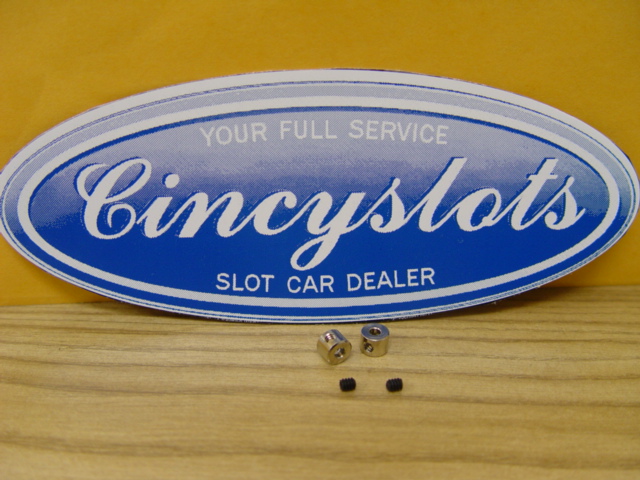 YOUR FULL SERVICE
Cincyslots
SLOT CAR DEALER